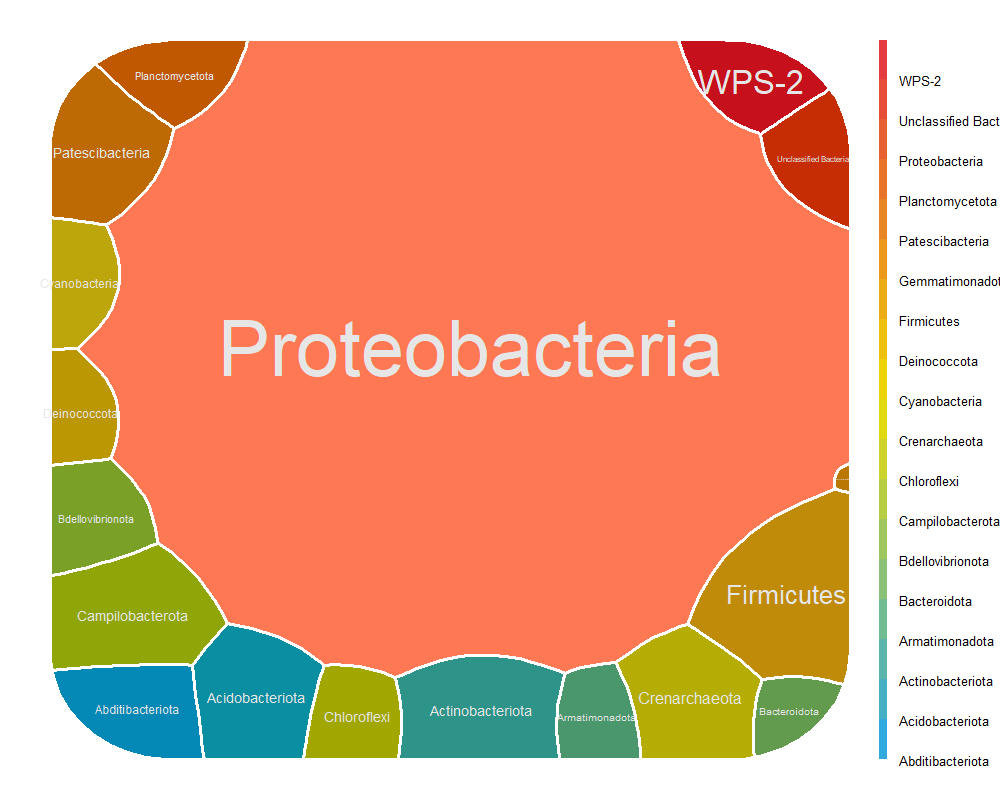 Planctomycetota
WPS-2
Patescibacteria
Unclassified Bacteria
Cyanobacteria
Proteobacteria
Deinococcota
Bdellovibrionota
Firmicutes
Campilobacterota
Acidobacteriota
Crenarchaeota
Abditibacteriota
Chloroflexi
Actinobacteriota
Armatimonadota
Bacteroidota
WPS-2
Unclassified Bact
Proteobacteria
Planctomycetota
Patescibacteria
Gemmatimonadot
Firmicutes
Deinococcota
Cyanobacteria
Crenarchaeota
Chloroflexi
Campilobacterota
Bdellovibrionota
Bacteroidota
Armatimonadota
Actinobacteriota
Acidobacteriota
Abditibacteriota